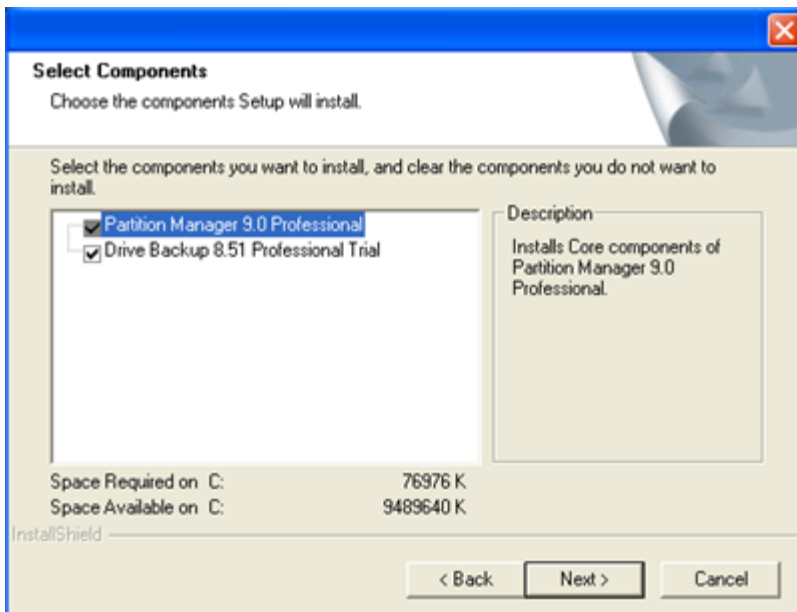 Select Components
Choose the components Setup will install.
Select the components you want to install, and clear the components you do not want to
install.
Partition Manager 9.0 Professional
Drive Backup 8.51 Professional Trial
Description
Installs Core components of
Partition Manager 9.0
Professional.
Space Required on C: 76976 K
Space Available on C: 9489640 K
InstallShield
< Back Next > Cancel